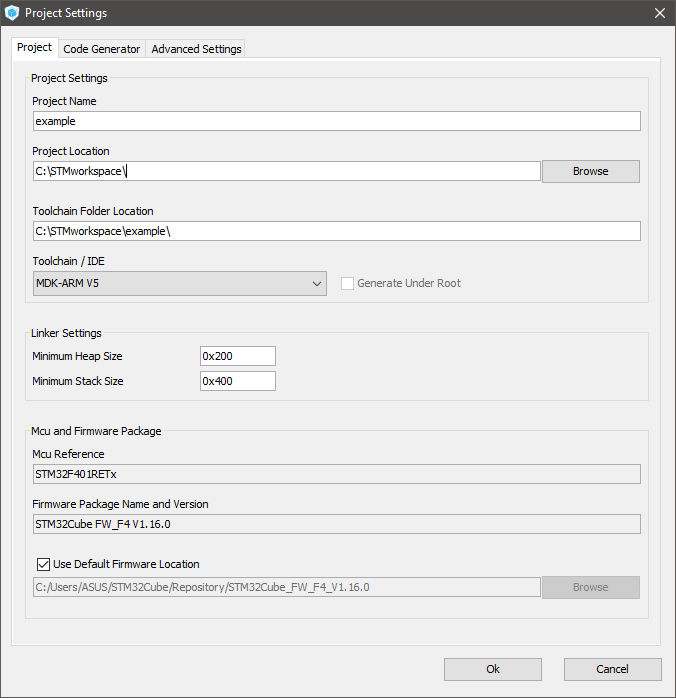 Project Settings
Project Code Generator Advanced Settings
Project Settings
Project Name
example
Project Location
C:\STMworkspace\
Browse
Toolchain Folder Location
C:\STMworkspace\example\
Toolchain / IDE
MDK-ARM V5
Generate Under Root
Linker Settings
Minimum Heap Size 0x200
Minimum Stack Size 0x400
Mcu and Firmware Package
Mcu Reference
STM32F401RETx
Firmware Package Name and Version
STM32Cube FW_F4 V1.16.0
Use Default Firmware Location
C:/Users/ASUS/STM32Cube/Repository/STM32Cube_FW_F4_V1.16.0
Browse
Ok Cancel